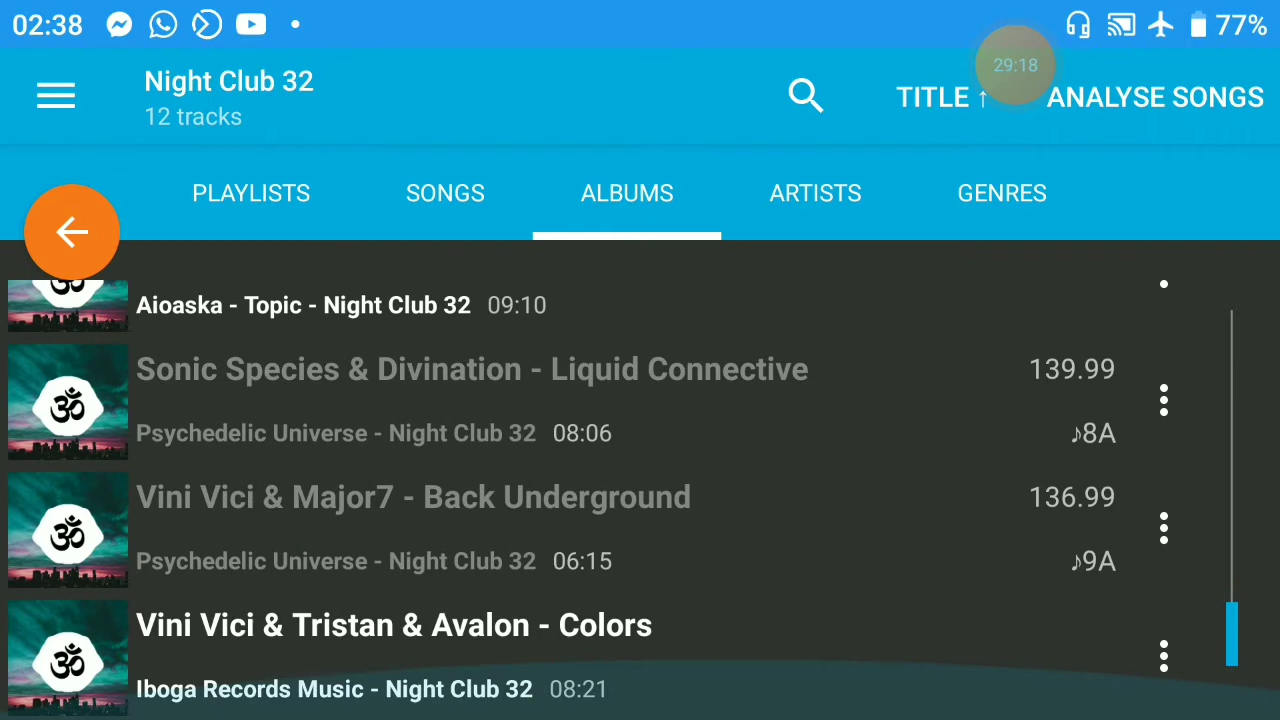 02:38 77%
Night Club 32
12 tracks
29:18
TITLE ↑ ANALYSE SONGS
PLAYLISTS SONGS ALBUMS ARTISTS GENRES
Aioaska - Topic - Night Club 32 09:10
Sonic Species & Divination - Liquid Connective 139.99
Psychedelic Universe - Night Club 32 08:06 ♪8A
Vini Vici & Major7 - Back Underground 136.99
Psychedelic Universe - Night Club 32 06:15 ♪9A
Vini Vici & Tristan & Avalon - Colors
Iboga Records Music - Night Club 32 08:21